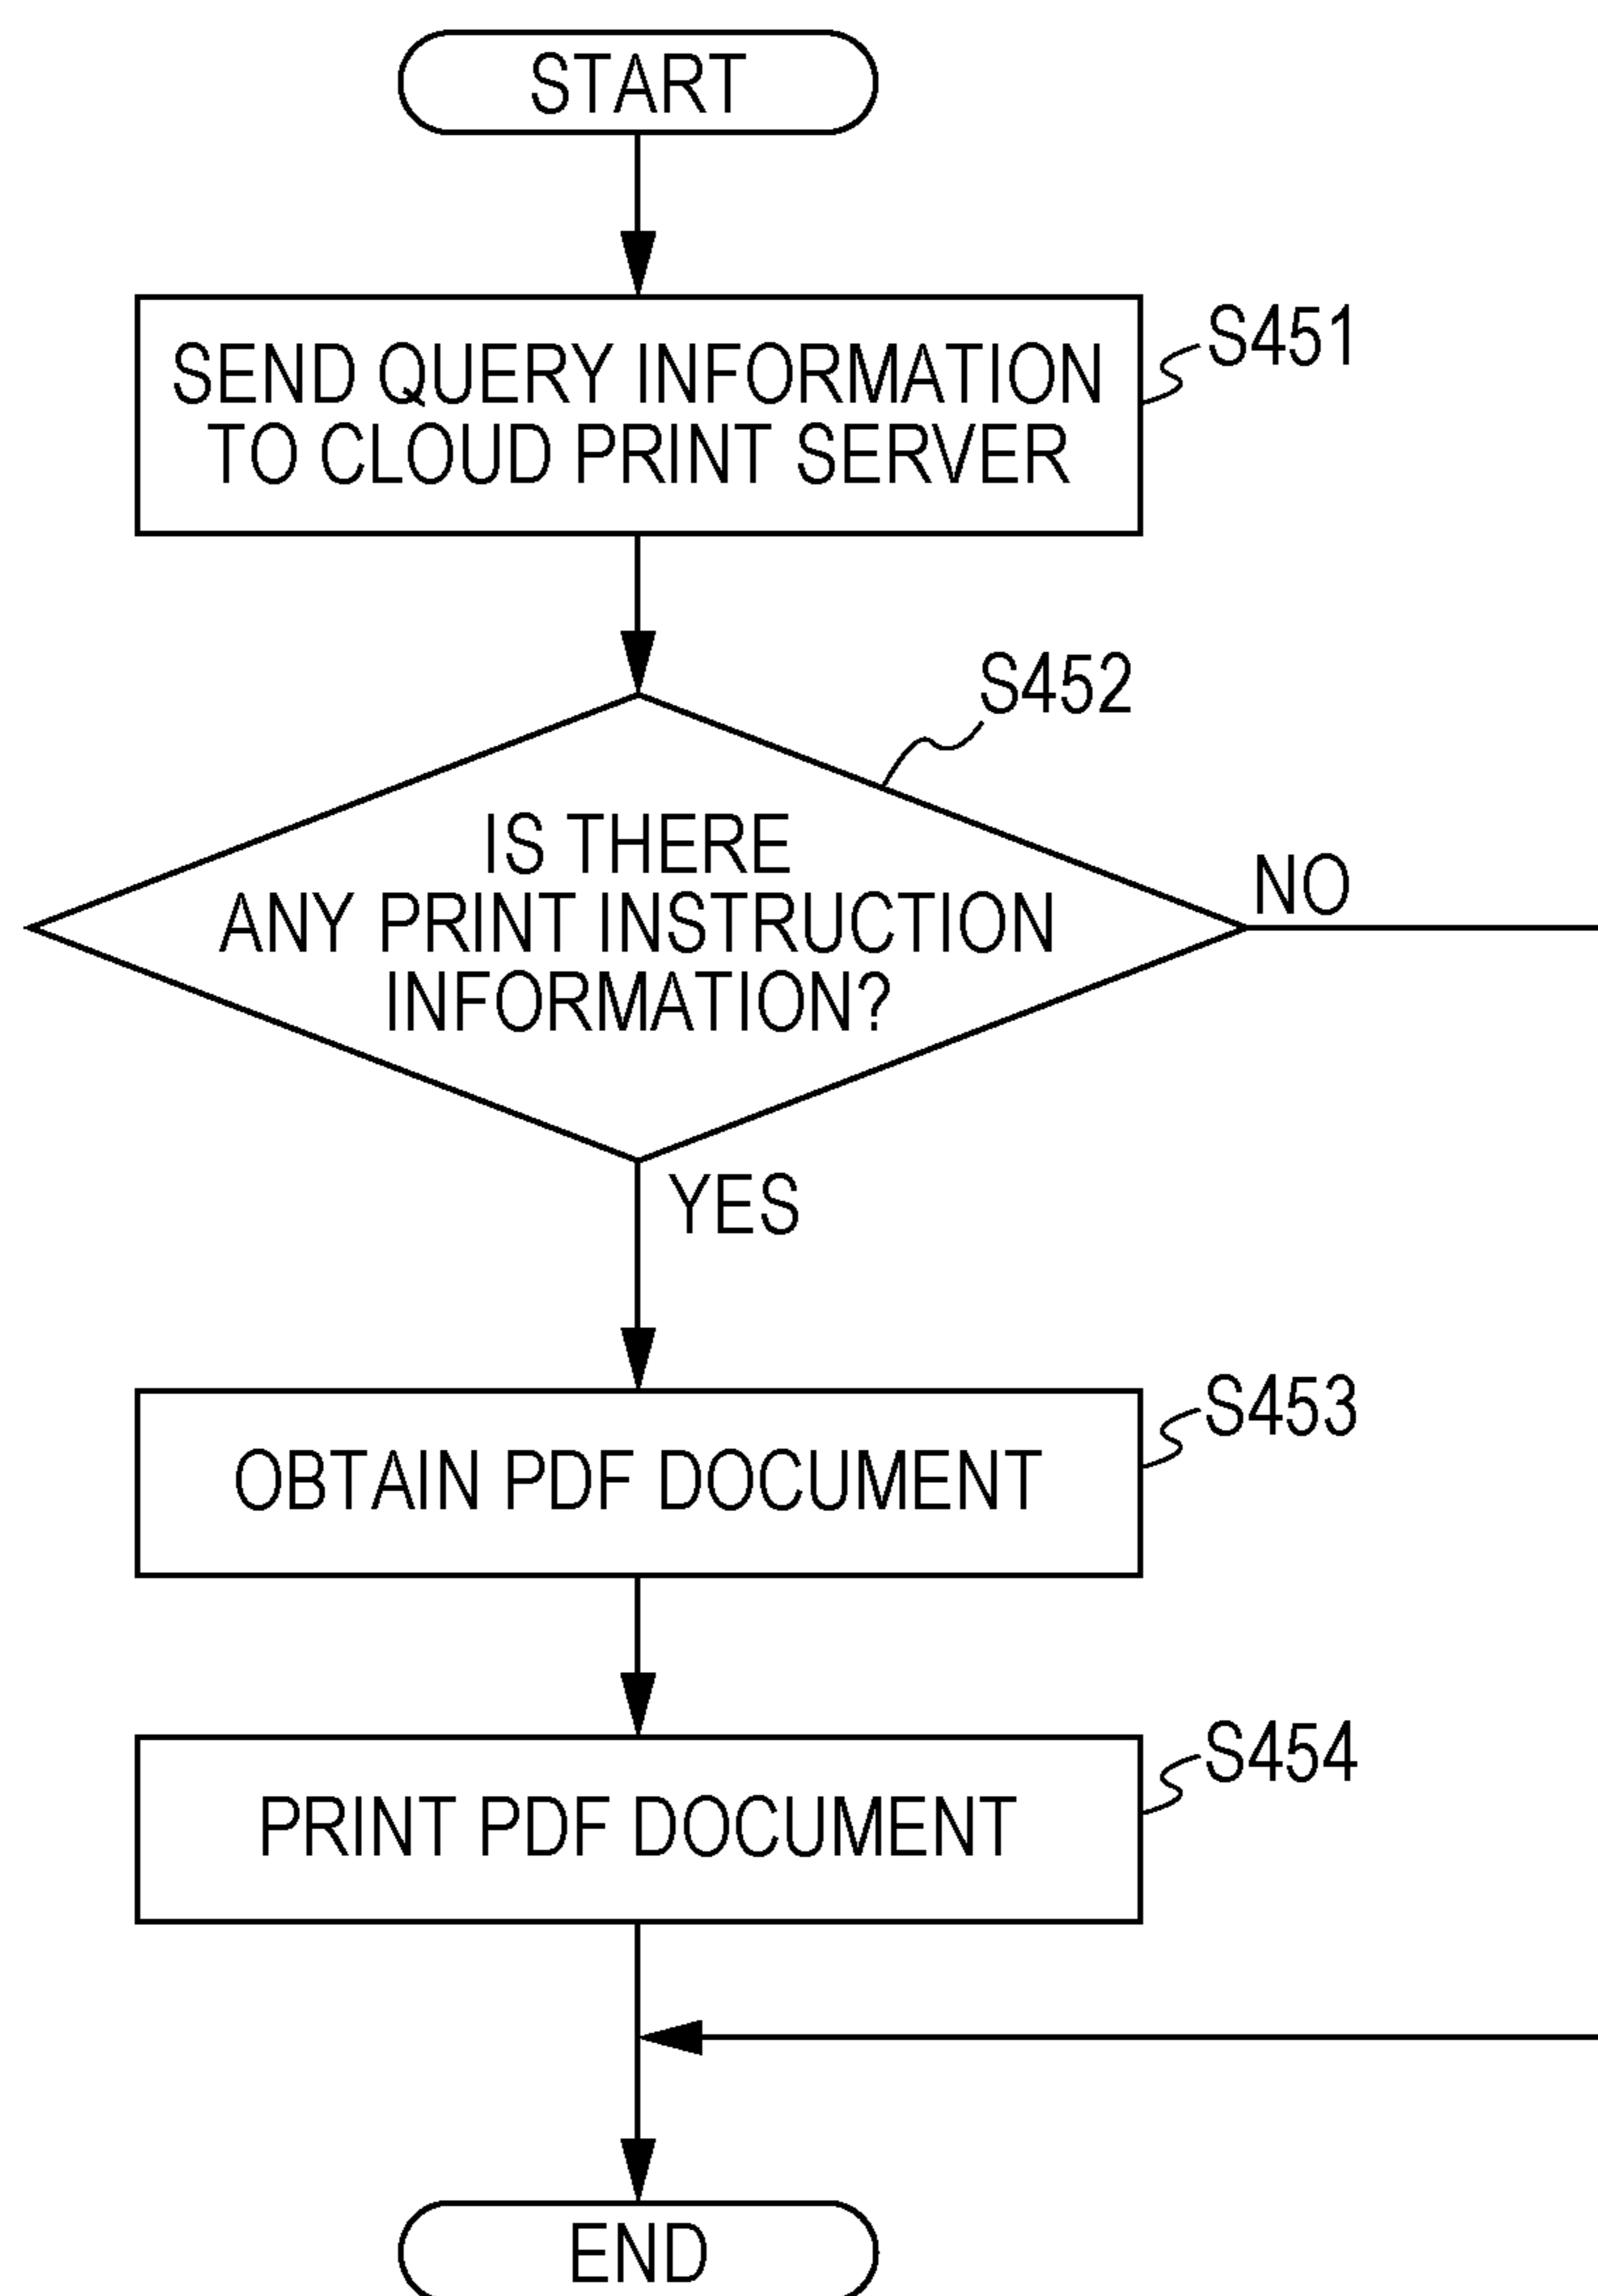 START
SEND QUERY INFORMATION
TO CLOUD PRINT SERVER
S451
S452
IS THERE
ANY PRINT INSTRUCTION
INFORMATION?
NO
YES
OBTAIN PDF DOCUMENT
S453
PRINT PDF DOCUMENT
S454
END